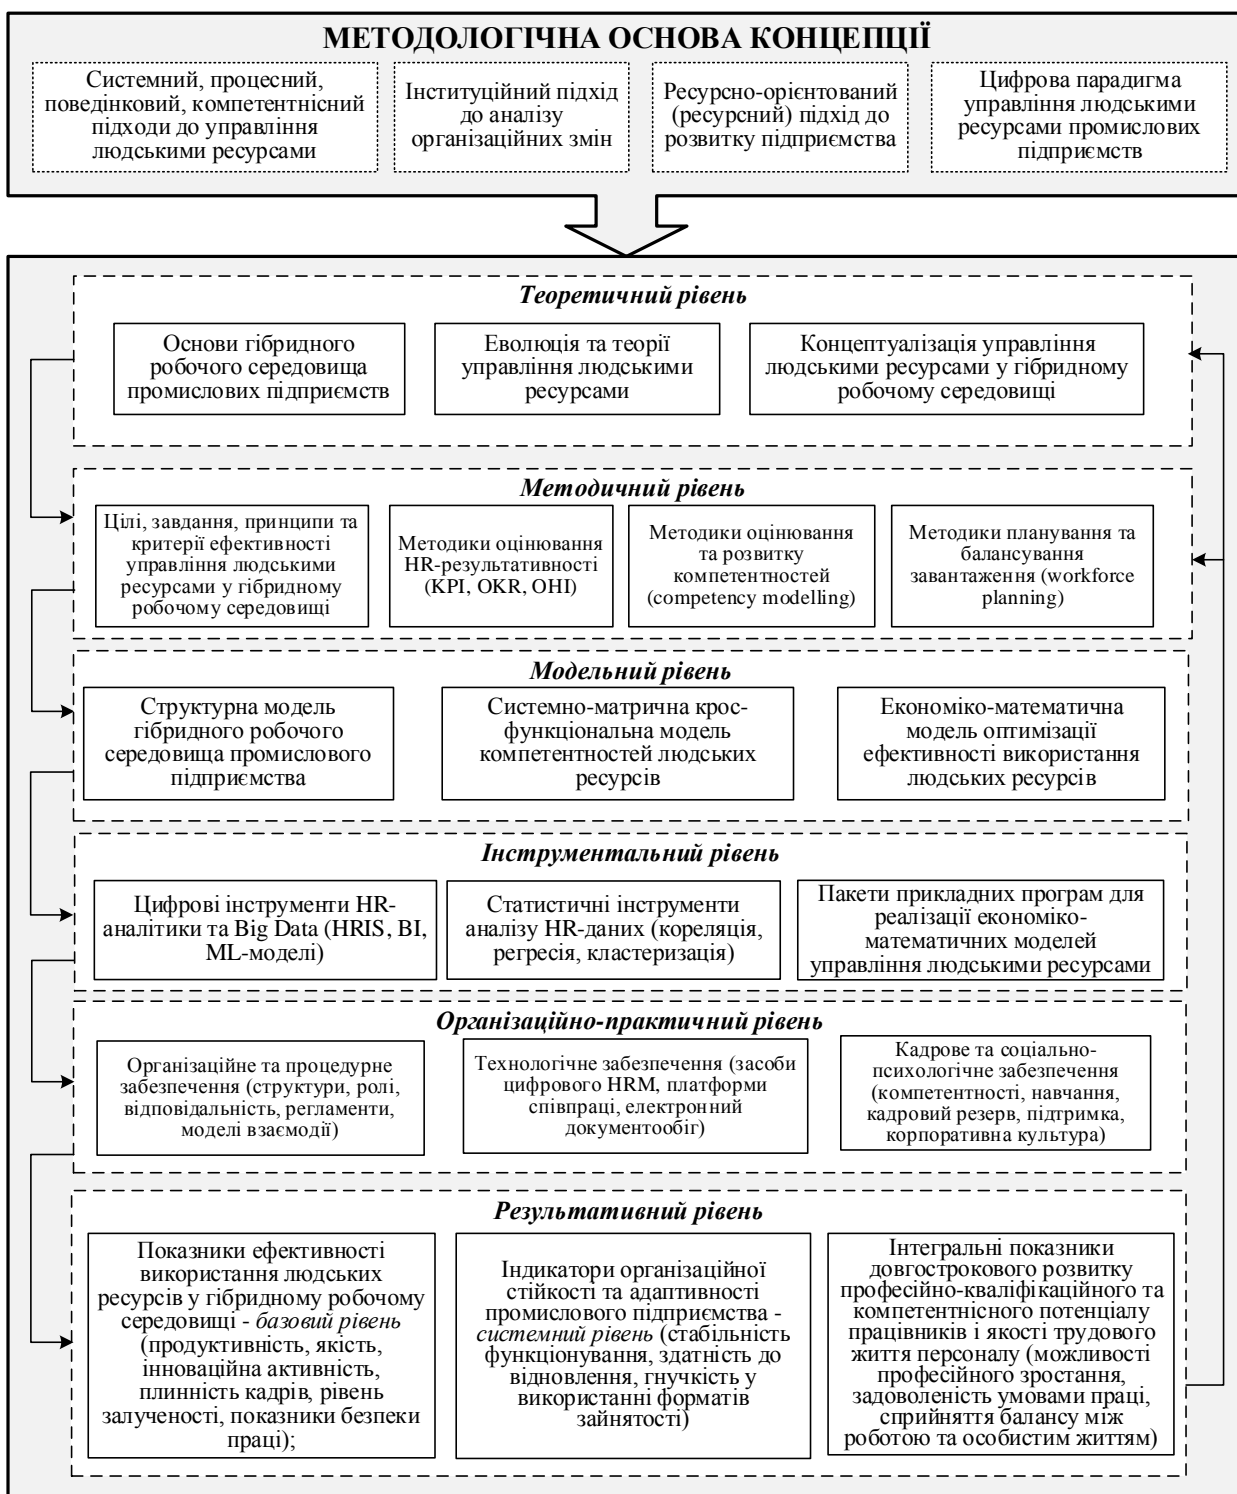 МЕТОДОЛОГІЧНА ОСНОВА КОНЦЕПЦІЇ
Системний, процесний,
поведінковий, компетентнісний
підходи до управління
людськими ресурсами
Інституційний підхід
до аналізу
організаційних змін
Ресурсно-орієнтований
(ресурсний) підхід до
розвитку підприємства
Цифрова парадигма
управління людськими
ресурсами промислових
підприємств
Теоретичний рівень
Основи гібридного
робочого середовища
промислових підприємств
Еволюція та теорії
управління людськими
ресурсами
Концептуалізація управління
людськими ресурсами у гібридному
робочому середовищі
Методичний рівень
Цілі, завдання, принципи та
критерії ефективності
управління людськими
ресурсами у гібридному
робочому середовищі
Методики оцінювання
HR-результативності
(KPI, OKR, OHI)
Методики оцінювання
та розвитку
компетентностей
(competency modelling)
Методики планування та
балансування
завантаження (workforce
planning)
Модельний рівень
Структурна модель
гібридного робочого
середовища промислового
підприємства
Системно-матрична крос-
функціональна модель
компетентностей людських
ресурсів
Економіко-математична
модель оптимізації
ефективності використання
людських ресурсів
Інструментальний рівень
Цифрові інструменти HR-
аналітики та Big Data (HRIS, BI,
ML-моделі)
Статистичні інструменти
аналізу HR-даних (кореляція,
регресія, кластеризація)
Пакети прикладних програм для
реалізації економіко-
математичних моделей
управління людськими ресурсами
Організаційно-практичний рівень
Організаційне та процедурне
забезпечення (структури, ролі,
відповідальність, регламенти,
моделі взаємодії)
Технологічне забезпечення (засоби
цифрового HRM, платформи
співпраці, електронний
документообіг)
Кадрове та соціально-
психологічне забезпечення
(компетентності, навчання,
кадровий резерв, підтримка,
корпоративна культура)
Результативний рівень
Показники ефективності
використання людських
ресурсів у гібридному робочому
середовищі - базовий рівень
(продуктивність, якість,
інноваційна активність,
плинність кадрів, рівень
залученості, показники безпеки
праці);
Індикатори організаційної
стійкості та адаптивності
промислового підприємства -
системний рівень (стабільність
функціонування, здатність до
відновлення, гнучкість у
використанні форматів
зайнятості)
Інтегральні показники
довгострокового розвитку
професійно-кваліфікаційного та
компетентнісного потенціалу
працівників і якості трудового
життя персоналу (можливості
професійного зростання,
задоволеність умовами праці,
сприйняття балансу між
роботою та особистим життям)